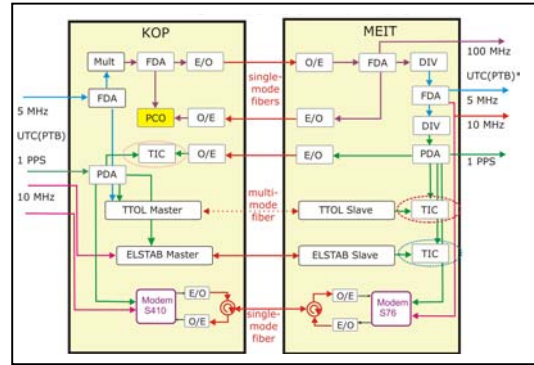 KOP
MEIT
Mult
FDA
E/O
O/E
FDA
DIV
100 MHz
single-
mode
fibers
UTC(PTB)*
5 MHz
FDA
FDA
5 MHz
PCO
O/E
E/O
10 MHz
DIV
UTC(PTB)
TIC
O/E
E/O
PDA
1 PPS
1 PPS
PDA
multi-
mode
fiber
10 MHz
TTOL Master
TTOL Slave
TIC
ELSTAB Master
ELSTAB Slave
TIC
Modem
S410
E/O
O/E
single-
mode
fiber
O/E
E/O
Modem
S76